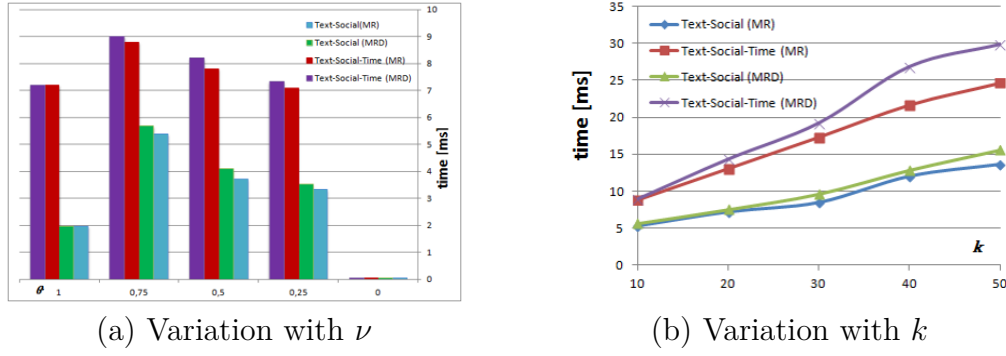 Text-Social(MR)
Text-Social (MRD)
Text-Social-Time (MR)
Text-Social-Time (MRD)
10
9
8
7
6
5
4
3
2
1
0
time [ms]
θ 1 0,75 0,5 0,25 0
(a) Variation with ν
Text-Social (MR)
Text-Social-Time (MR)
Text-Social (MRD)
Text-Social-Time (MRD)
time [ms]
35
30
25
20
15
10
5
0
k
10 20 30 40 50
(b) Variation with k